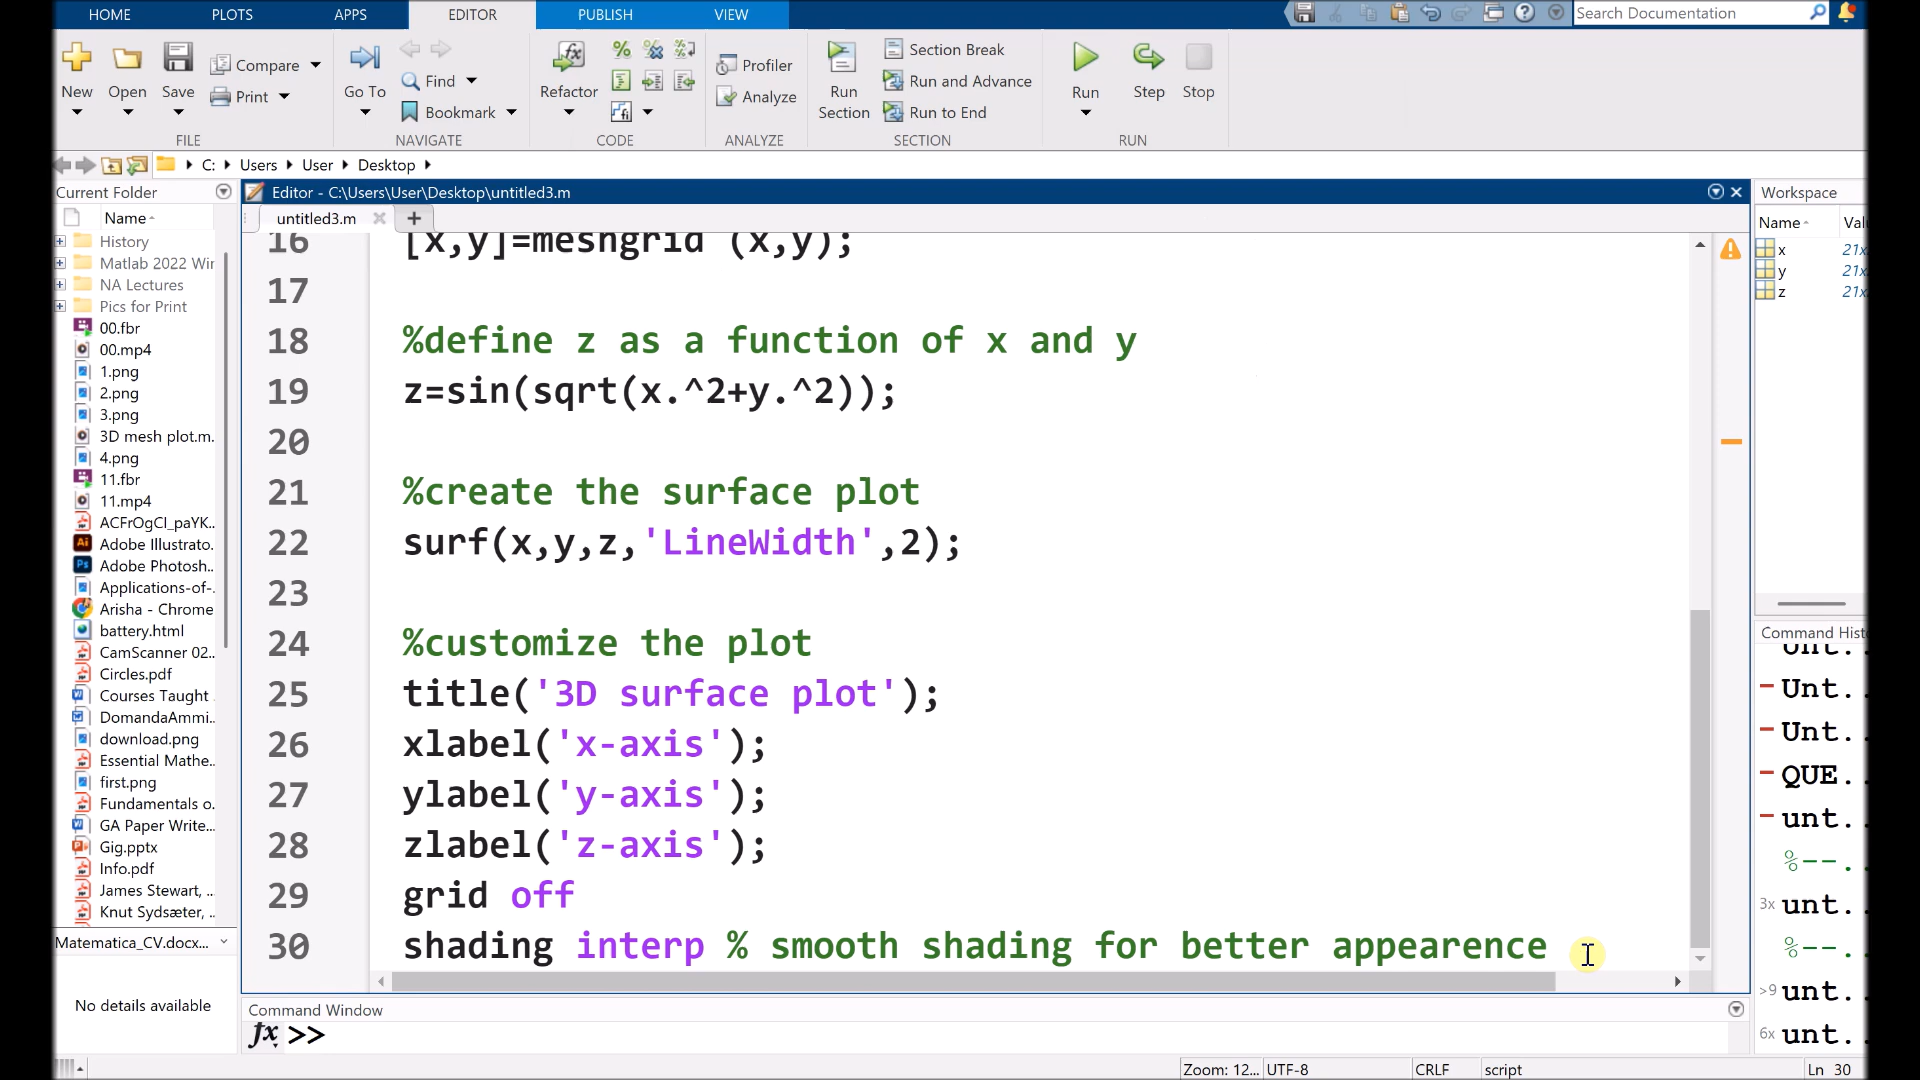 HOME PLOTS APPS EDITOR PUBLISH VIEW
Search Documentation
New Open Save Compare Print
FILE
Go To Find Bookmark
NAVIGATE
Refactor
CODE
Profiler
Analyze
ANALYZE
Run Section
Section Break
Run and Advance
Run to End
SECTION
Run Step Stop
RUN
C: Users User Desktop
Current Folder
Name
History
Matlab 2022 Wir
NA Lectures
Pics for Print
00.fbr
00.mp4
1.png
2.png
3.png
3D mesh plot.m.
4.png
11.fbr
11.mp4
ACFrOgCI_paYK..
Adobe Illustrato.
Adobe Photosh..
Applications-of-.
Arisha - Chrome
battery.html
CamScanner 02..
Circles.pdf
Courses Taught
DomandaAmmi..
download.png
Essential Mathe..
first.png
Fundamentals o.
GA Paper Write...
Gig.pptx
Info.pdf
James Stewart, ...
Knut Sydsæter, ..
Matematica_CV.docx...
No details available
Editor - C:\Users\User\Desktop\untitled3.m
untitled3.m +
16 [x,y]=meshgrid (x,y);
17
18 %define z as a function of x and y
19 z=sin(sqrt(x.^2+y.^2));
20
21 %create the surface plot
22 surf(x,y,z,'LineWidth',2);
23
24 %customize the plot
25 title('3D surface plot');
26 xlabel('x-axis');
27 ylabel('y-axis');
28 zlabel('z-axis');
29 grid off
30 shading interp % smooth shading for better appearence
Command Window
fx >>
Workspace
Name Val
x 21x
y 21x
z 21x
Command Histo
unt..
Unt..
Unt..
QUE..
unt..
%--..
3x unt..
%--..
>9 unt..
6x unt..
Zoom: 12... UTF-8 CRLF script Ln 30